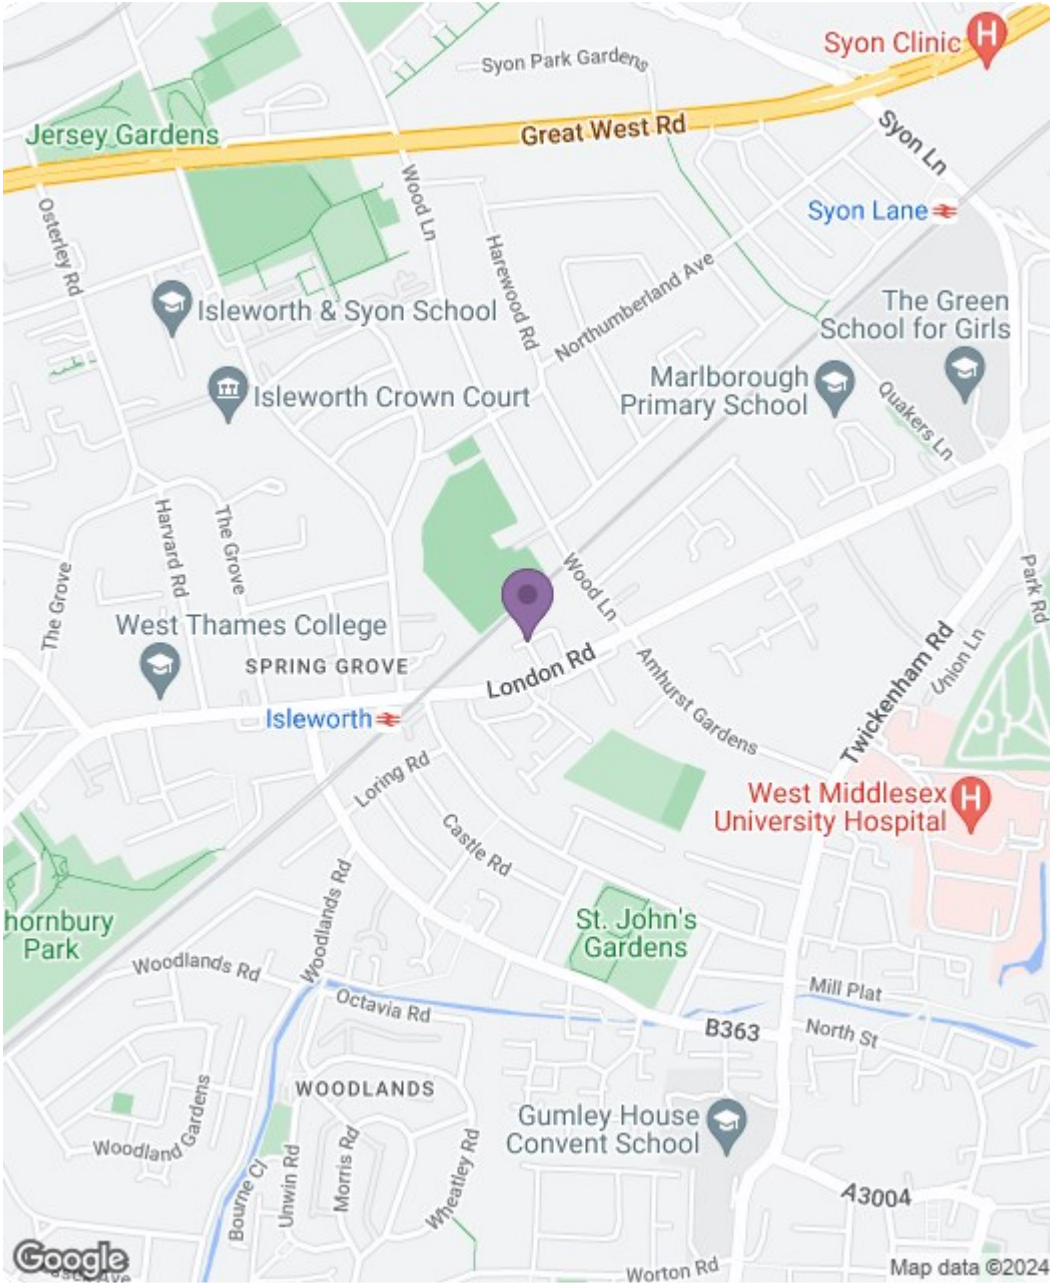 Syon Clinic
H
Syon Park Gardens
Jersey Gardens
Great West Rd
Syon Ln
Wood Ln
Osterley Rd
Syon Lane
Harewood Rd
Northumberland Ave
Isleworth & Syon School
The Green
School for Girls
Isleworth Crown Court
Marlborough
Primary School
Quakers Ln
Harvard Rd
The Grove
The Grove
Wood Ln
Park Rd
West Thames College
SPRING GROVE
London Rd
Union Ln
Twickenham Rd
Amhurst Gardens
Isleworth
Loring Rd
West Middlesex
University Hospital
H
Castle Rd
hornbury
Park
Woodlands Rd
St. John's
Gardens
Woodlands Rd
Octavia Rd
Mill Plat
B363
North St
WOODLANDS
Woodland Gardens
Gumley House
Convent School
Bourne Cl
Unwin Rd
Morris Rd
Wheatley Rd
A3004
Google
Worton Rd
Map data ©2024